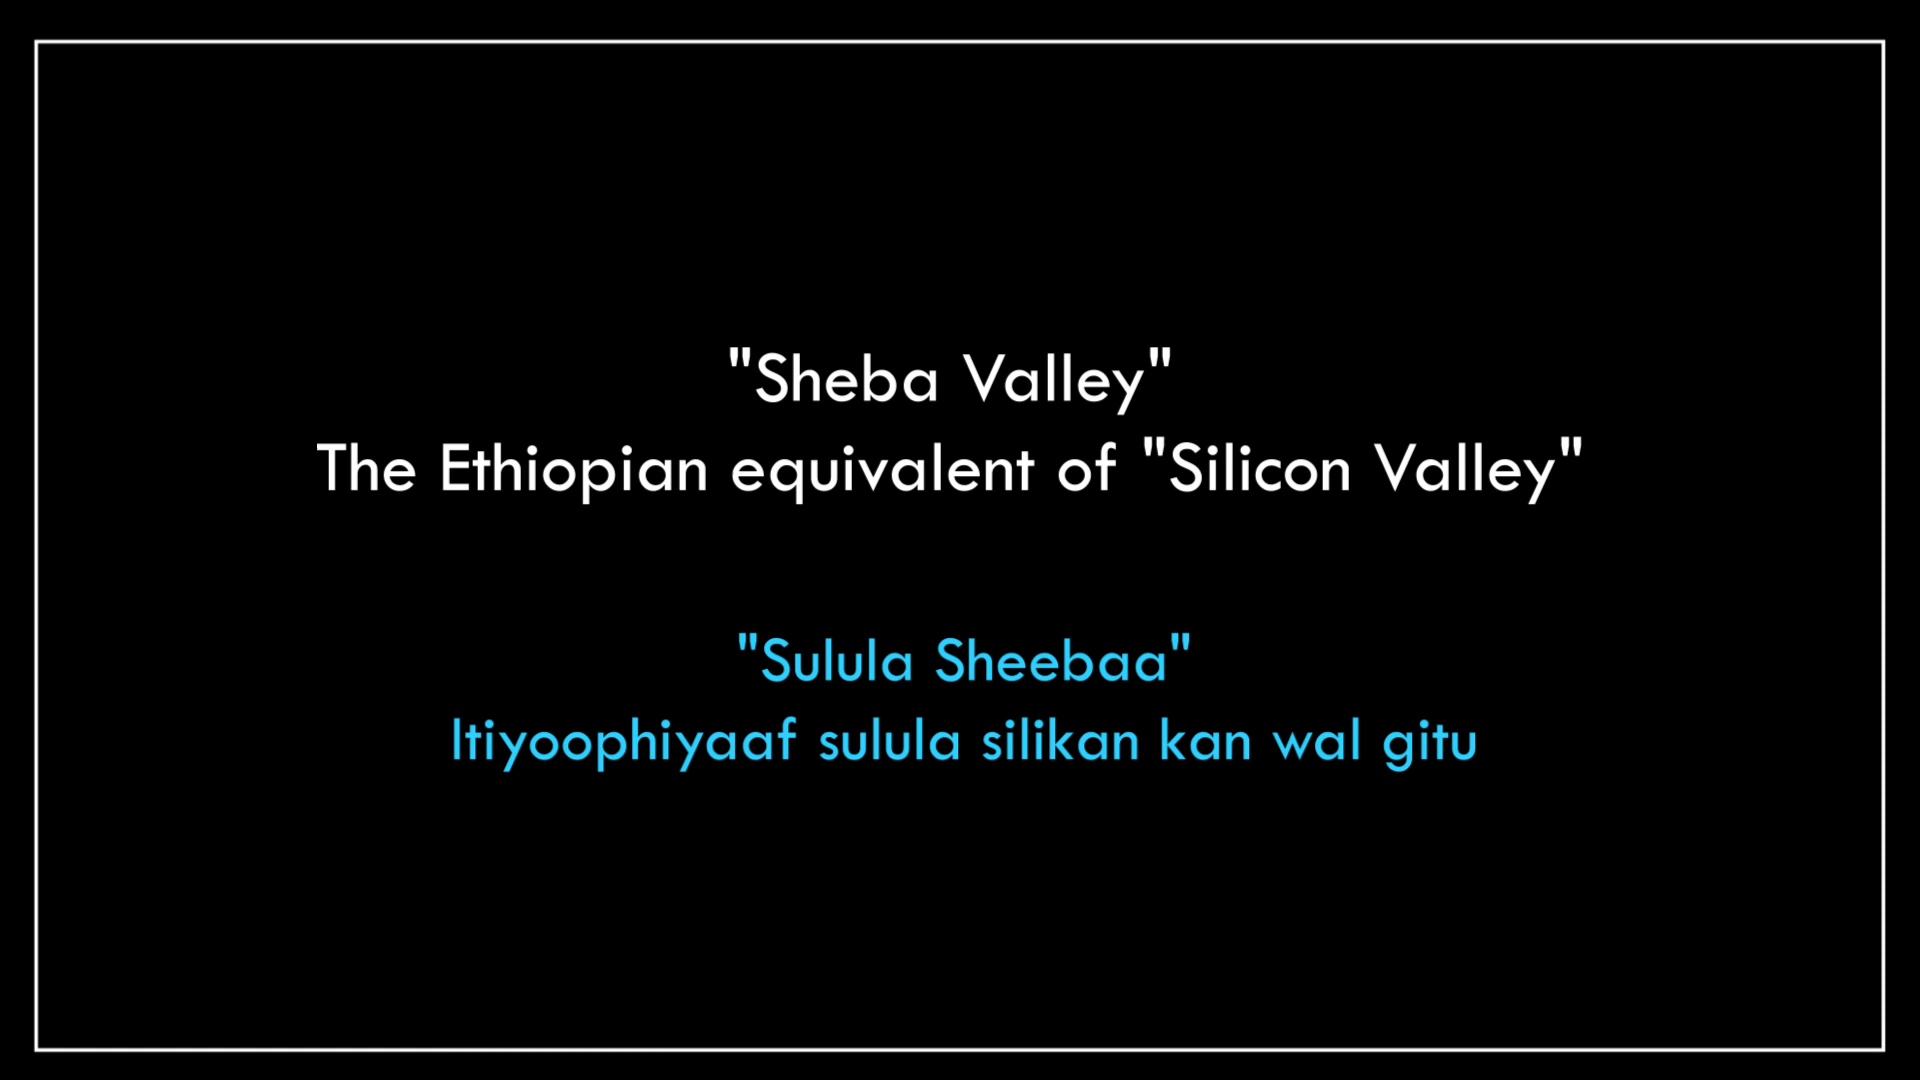 "Sheba Valley"
The Ethiopian equivalent of "Silicon Valley"
"Sulula Sheebaa"
Itiyoophiyaaf sulula silikan kan wal gitu